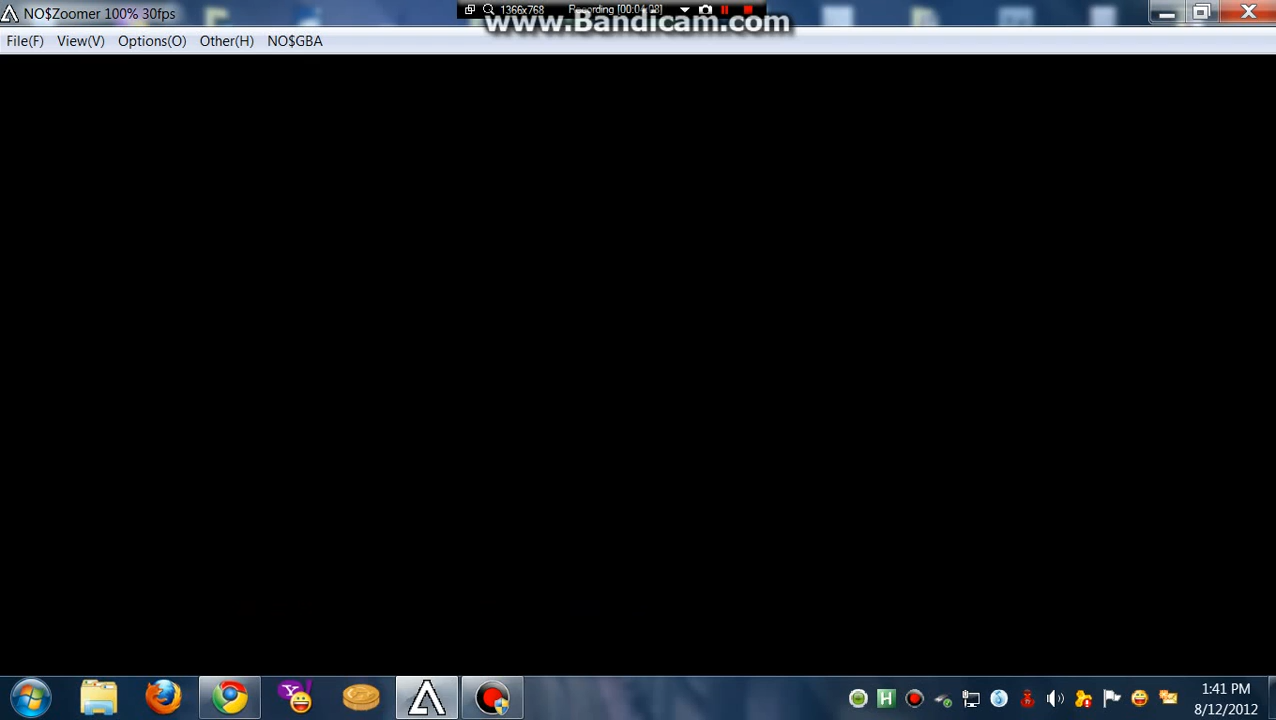 NO$Zoomer 100% 30fps
1366x768
www.Bandicam.com
File(F) View(V) Options(O) Other(H) NO$GBA
1:41 PM
8/12/2012